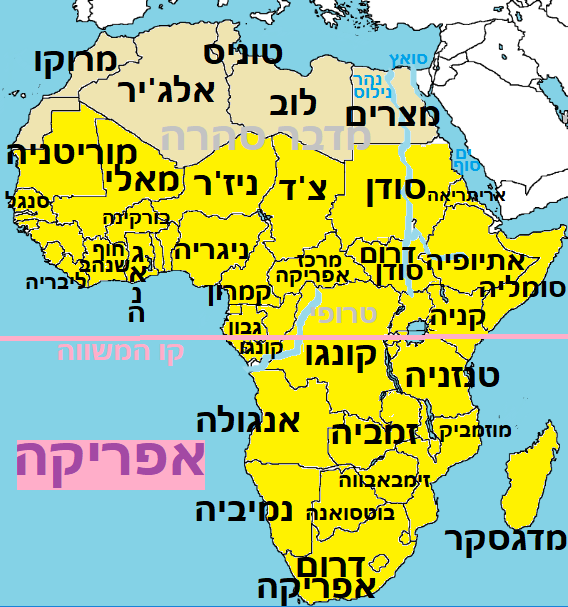 סואץ
טוניס
מרוקו
נהר
נילוס
אלג'יר
לוב
מצרים
מדבר סהרה
ים
סוף
מוריטניה
מאלי
ניז'ר
צ'ד
סודן
אריתריאה
סנגל
בורקינה
חוף
השנהב
גאנה
ניגריה
מרכז
אפריקה
דרום
סודן
אתיופיה
סומליה
ליבריה
קמרון
טרופי
קניה
גבון
קונגו
קו המשווה
קונגו
טנזניה
אנגולה
זמביה
מוזמביק
אפריקה
זימבאבווה
נמיביה
בוטסואנה
מדגסקר
דרום
אפריקה